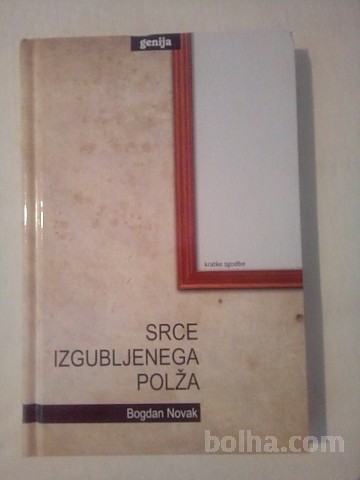 genija
kratke zgodbe
SRCE
IZGUBLJENEGA
POLŽA
Bogdan Novak
bolha.com